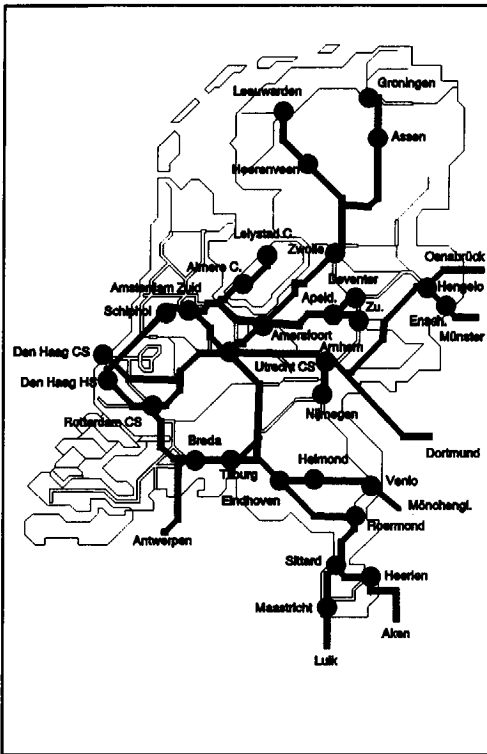 Groningen
Leeuwarden
Assen
Heerenveen
Lelystad C.
Zwolle
Osnabrück
Almere C.
Deventer
Hengelo
Amsterdam Zuid
Apeld.
Zu.
Schiphol
Ensch.
Münster
Amersfoort
Arnhem
Den Haag CS
Utrecht CS
Den Haag HS
Nijmegen
Rotterdam CS
Dortmund
Breda
Helmond
Tilburg
Venlo
Eindhoven
Mönchengl.
Roermond
Antwerpen
Sittard
Heerlen
Maastricht
Aken
Luik